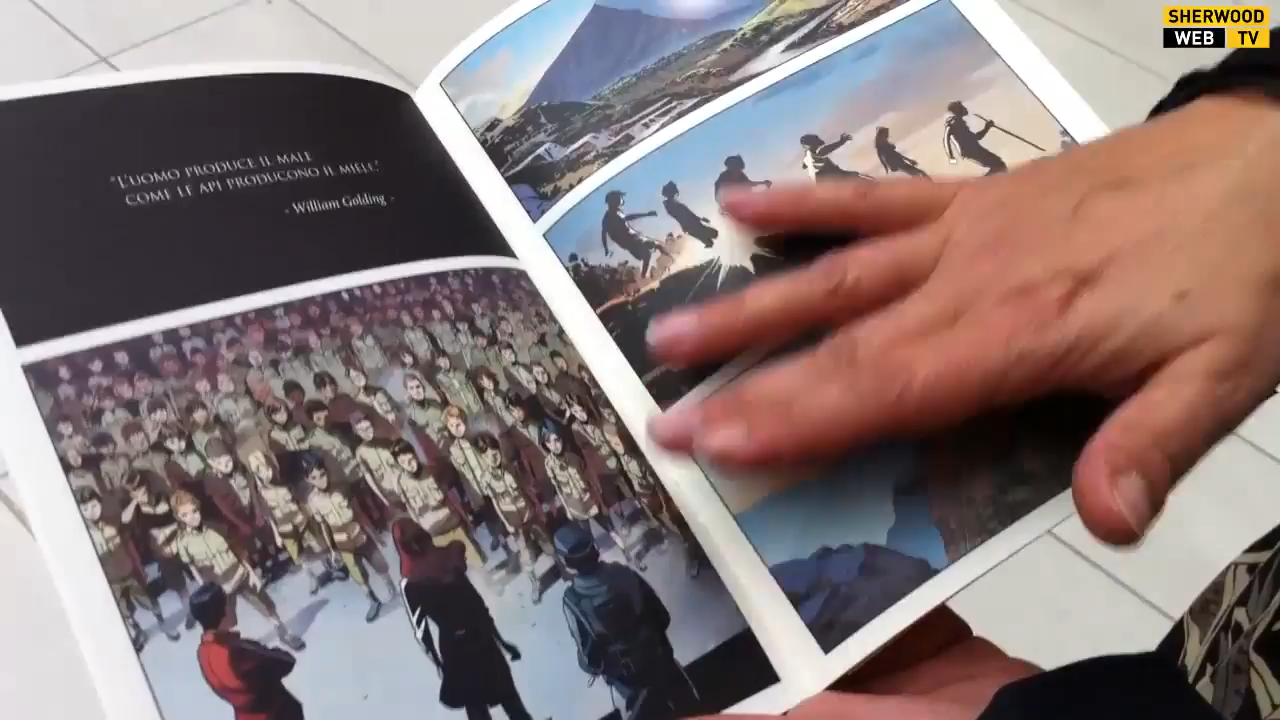 SHERWOOD
WEB TV
"L'UOMO PRODUCE IL MALE
COME LE API PRODUCONO IL MIELE".
- William Golding -